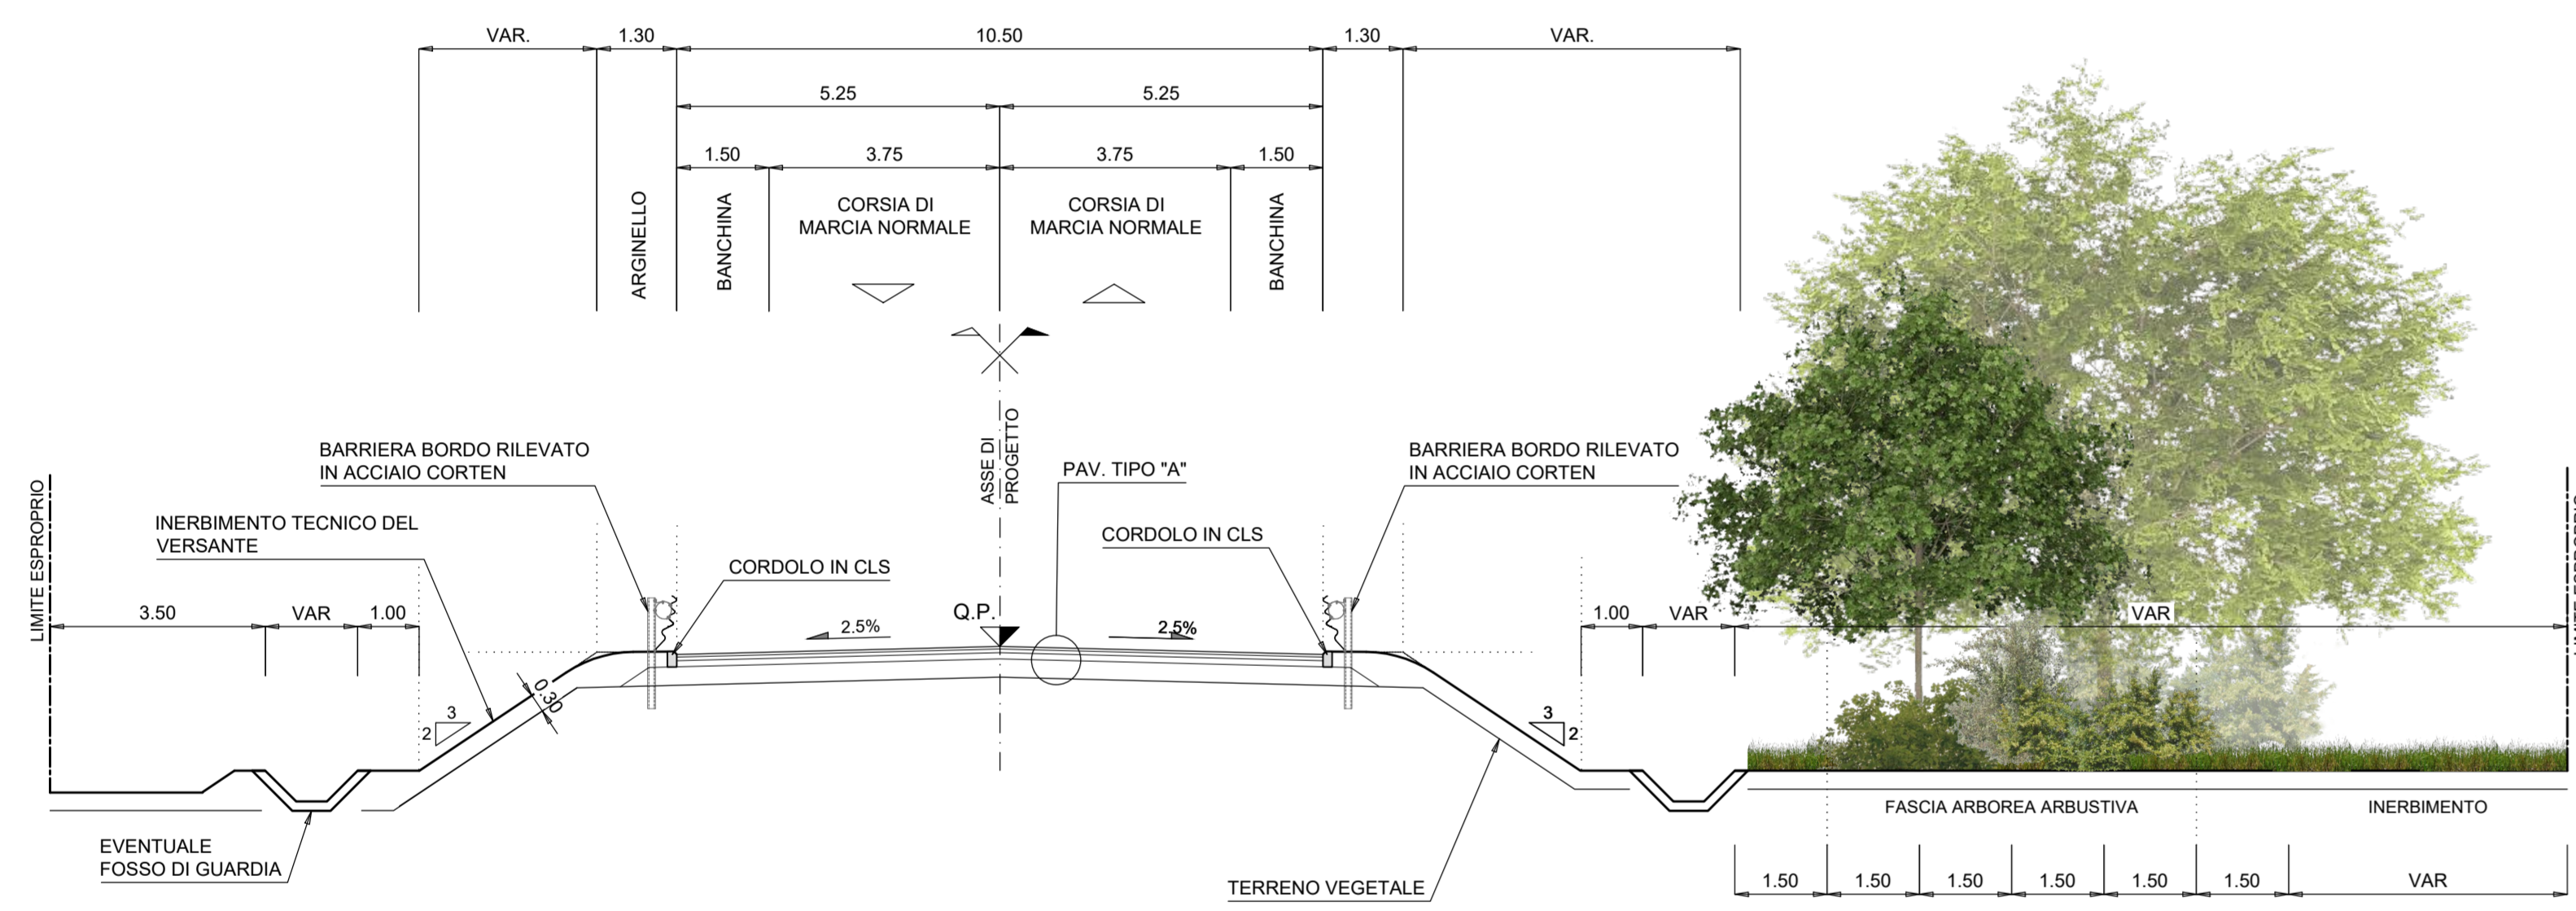 VAR.
1.30
10.50
1.30
VAR.
5.25
5.25
1.50
3.75
3.75
1.50
ARGINELLO
BANCHINA
CORSIA DI
MARCIA NORMALE
CORSIA DI
MARCIA NORMALE
BANCHINA
ASSE DI
PROGETTO
BARRIERA BORDO RILEVATO
IN ACCIAIO CORTEN
PAV. TIPO "A"
BARRIERA BORDO RILEVATO
IN ACCIAIO CORTEN
LIMITE ESPROPRIO
INERBIMENTO TECNICO DEL
VERSANTE
CORDOLO IN CLS
CORDOLO IN CLS
3.50
VAR
1.00
Q.P.
2.5%
2.5%
1.00
VAR
VAR
0.30
3
2
3
2
EVENTUALE
FOSSO DI GUARDIA
TERRENO VEGETALE
FASCIA ARBOREA ARBUSTIVA
INERBIMENTO
1.50
1.50
1.50
1.50
1.50
1.50
VAR